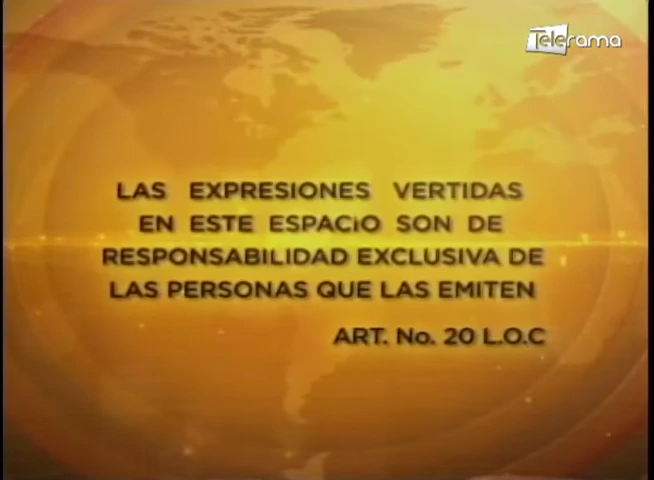 Telerama
LAS EXPRESIONES VERTIDAS
EN ESTE ESPACiO SON DE
RESPONSABILIDAD EXCLUSIVA DE
LAS PERSONAS QUE LAS EMITEN
ART. No. 20 L.O.C